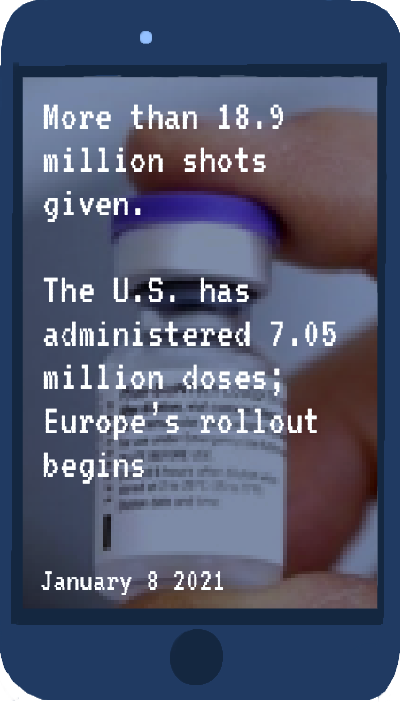 More than 18.9
million shots
given.
The U.S. has
administered 7.05
million doses;
Europe's rollout
begins
January 8 2021